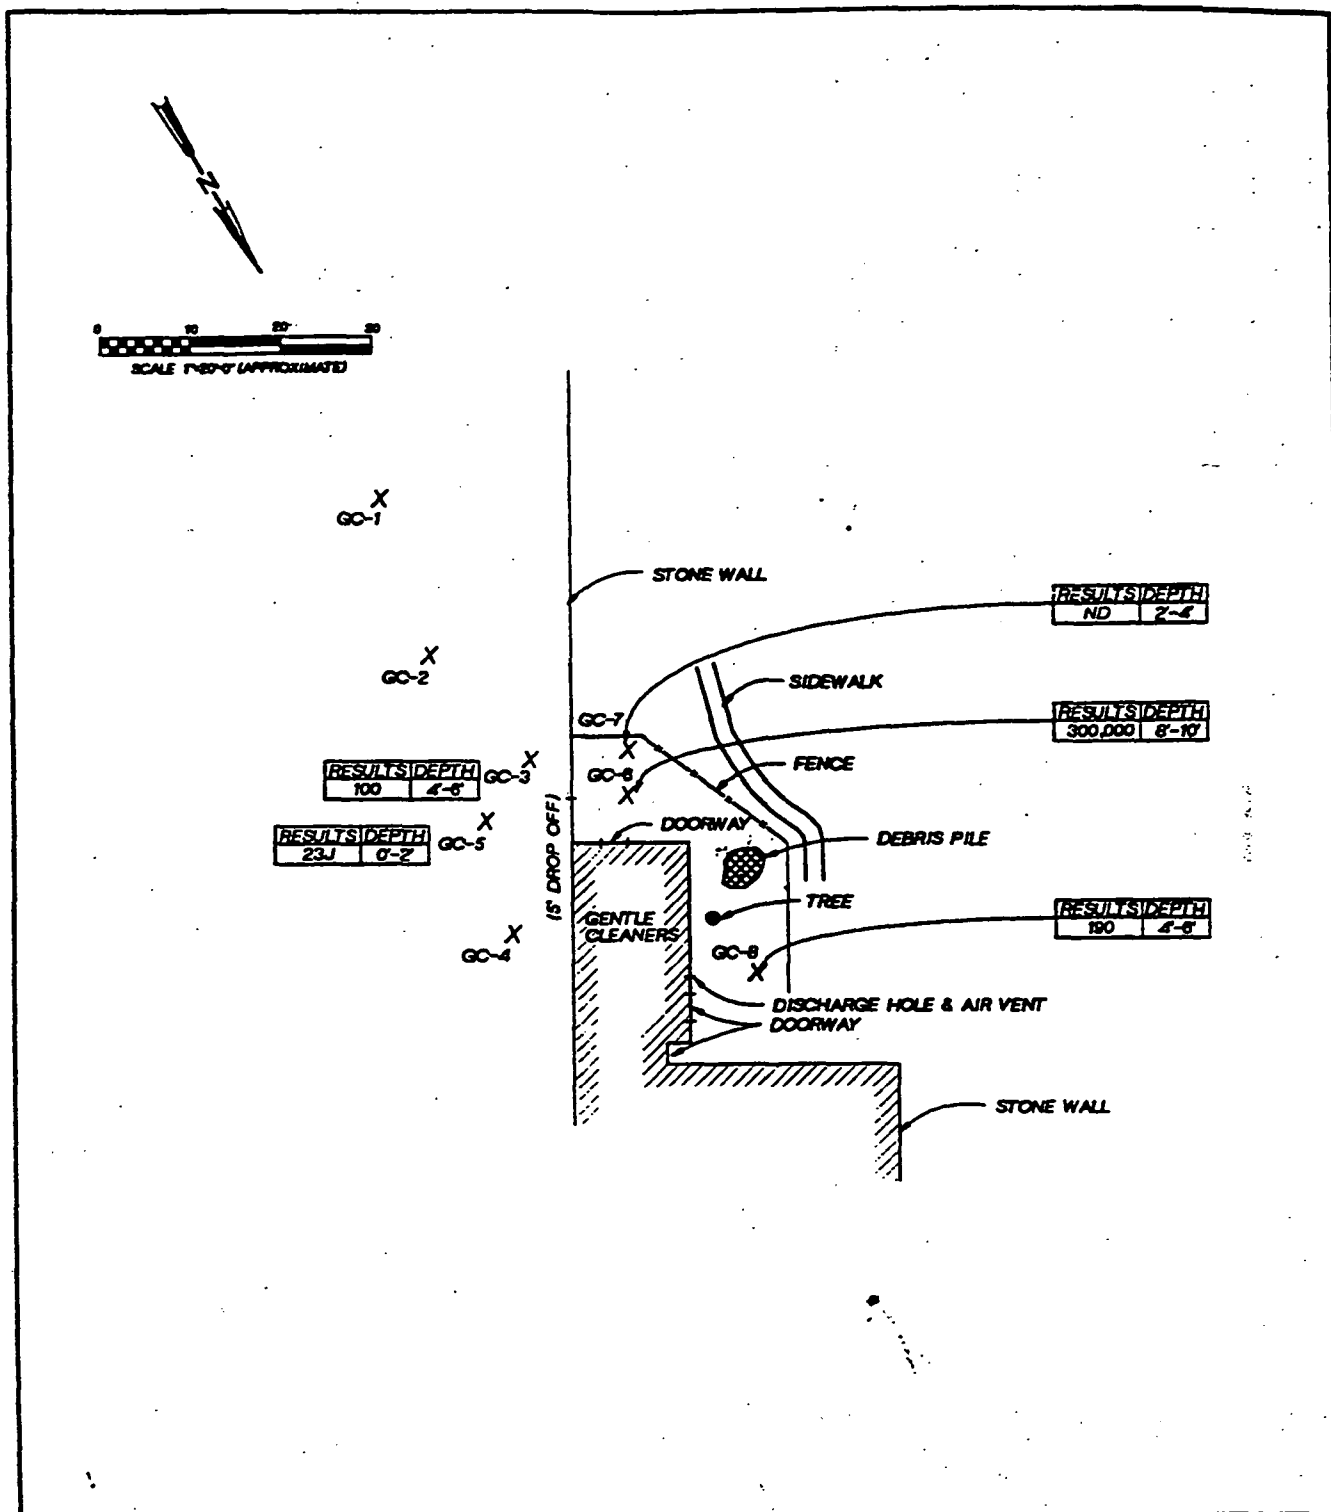 N
0 10 20' 30
SCALE 1"=20'-0" (APPROXIMATE)
GC-1
STONE WALL
RESULTS DEPTH
ND 2'-4'
GC-2
SIDEWALK
GC-7
RESULTS DEPTH
300,000 8'-10'
RESULTS DEPTH
100 4'-6'
GC-3
GC-6
FENCE
DOORWAY
RESULTS DEPTH
23J 0'-2'
GC-5
DEBRIS PILE
(5' DROP OFF)
TREE
RESULTS DEPTH
190 4'-6'
GENTLE
CLEANERS
GC-4
GC-8
DISCHARGE HOLE & AIR VENT
DOORWAY
STONE WALL